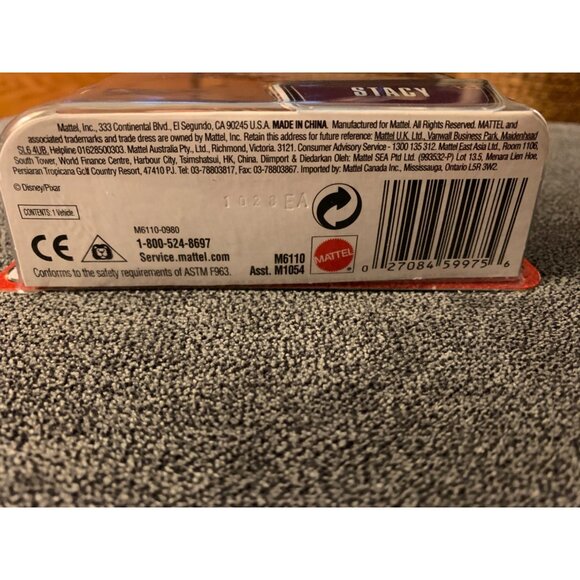 STACY
Mattel, Inc., 333 Continental Blvd., El Segundo, CA 90245 U.S.A. MADE IN CHINA. Manufactured for Mattel. All Rights Reserved. MATTEL and
associated trademarks and trade dress are owned by Mattel, Inc. Retain this address for future reference: Mattel U.K. Ltd., Vanwall Business Park, Maidenhead
SL6 4UB, Helpline 01628500303. Mattel Australia Pty., Ltd., Richmond, Victoria. 3121. Consumer Advisory Service - 1300 135 312. Mattel East Asia Ltd., Room 1106,
South Tower, World Finance Centre, Harbour City, Tsimshatsui, HK, China. Diimport & Diedarkan Oleh: Mattel SEA Ptd Ltd. (993532-P) Lot 13.5, Menara Lien Hoe,
Persiaran Tropicana Golf Country Resort, 47410 P.J. Tel: 03-78803817, Fax: 03-78803867. Imported by: Mattel Canada Inc., Mississauga, Ontario L5R 3W2.
© Disney/Pixar
CONTENTS: 1 Vehicle.
1028 EA
M6110-0980
CE
1-800-524-8697
Service.mattel.com
M6110
Asst. M1054
MATTEL
Conforms to the safety requirements of ASTM F963.
0 27084 59975 6